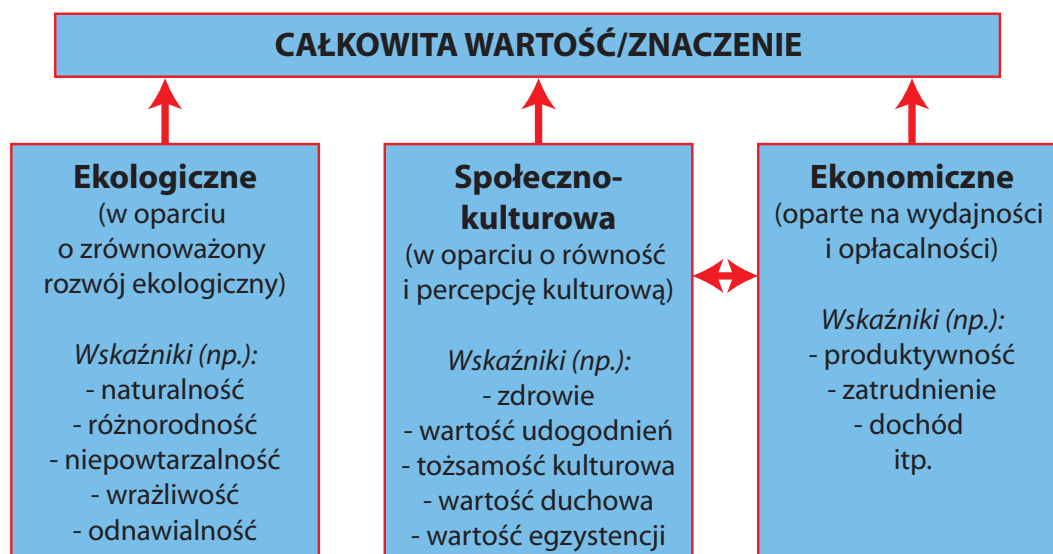 CAŁKOWITA WARTOŚĆ/ZNACZENIE
Ekologiczne
(w oparciu
o zrównoważony
rozwój ekologiczny)
Wskaźniki (np.):
- naturalność
- różnorodność
- niepowtarzalność
- wrażliwość
- odnawialność
Społeczno-
kulturowa
(w oparciu o równość
i percepcję kulturową)
Wskaźniki (np.):
- zdrowie
- wartość udogodnień
- tożsamość kulturowa
- wartość duchowa
- wartość egzystencji
Ekonomiczne
(oparte na wydajności
i opłacalności)
Wskaźniki (np.):
- produktywność
- zatrudnienie
- dochód
itp.